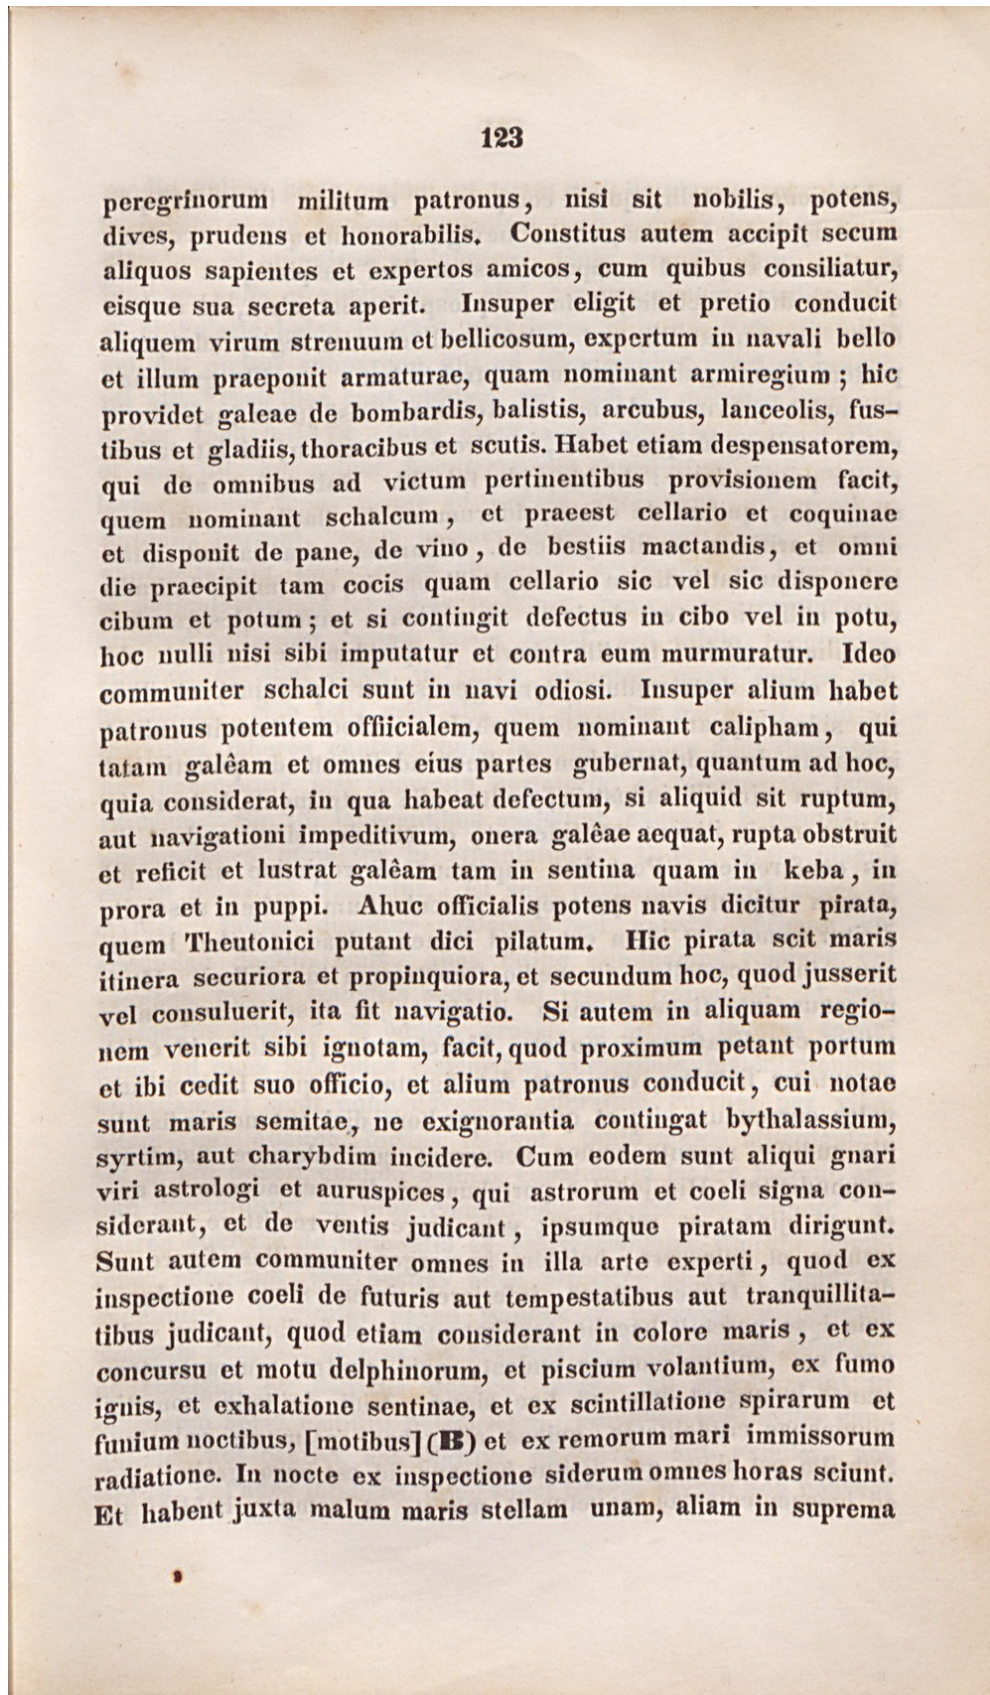 123
peregrinorum militum patronus, nisi sit nobilis, potens,
dives, prudens et honorabilis. Constitus autem accipit secum
aliquos sapientes et expertos amicos, cum quibus consiliatur,
eisque sua secreta aperit. Insuper eligit et pretio conducit
aliquem virum strenuum et bellicosum, expertum in navali bello
et illum praeponit armaturae, quam nominant armiregium; hic
providet galeae de bombardis, balistis, arcubus, lanceolis, fus-
tibus et gladiis, thoracibus et scutis. Habet etiam despensatorem,
qui de omnibus ad victum pertinentibus provisionem facit,
quem nominant schalcum, et praeest cellario et coquinae
et disponit de pane, de vino, de bestiis mactandis, et omni
die praecipit tam cocis quam cellario sic vel sic disponere
cibum et potum; et si contingit defectus in cibo vel in potu,
hoc nulli nisi sibi imputatur et contra eum murmuratur. Ideo
communiter schalci sunt in navi odiosi. Insuper alium habet
patronus potentem offiicialem, quem nominant calipham, qui
tatam galêam et omnes eíus partes gubernat, quantum ad hoc,
quia considerat, in qua habeat defectum, si aliquid sit ruptum,
aut navigationi impeditivum, onera galêae aequat, rupta obstruit
et reficit et lustrat galêam tam in sentina quam in keba, in
prora et in puppi. Ahuc officialis potens navis dicitur pirata,
quem Theutonici putant dici pilatum. Hic pirata scit maris
itinera securiora et propinquiora, et secundum hoc, quod jusserit
vel consuluerit, ita fit navigatio. Si autem in aliquam regio-
nem venerit sibi ignotam, facit, quod proximum petant portum
et ibi cedit suo officio, et alium patronus conducit, cui notae
sunt maris semitae, ne exignorantia contingat bythalassium,
syrtim, aut charybdim incidere. Cum eodem sunt aliqui gnari
viri astrologi et auruspices, qui astrorum et coeli signa con-
siderant, et de ventis judicant, ipsumque piratam dirigunt.
Sunt autem communiter omnes in illa arte experti, quod ex
inspectione coeli de futuris aut tempestatibus aut tranquillita-
tibus judicant, quod etiam considerant in colore maris, et ex
concursu et motu delphinorum, et piscium volantium, ex fumo
ignis, et exhalatione sentinae, et ex scintillatione spirarum et
funium noctibus, [motibus] (B) et ex remorum mari immissorum
radiatione. In nocte ex inspectione siderum omnes horas sciunt.
Et habent juxta malum maris stellam unam, aliam in suprema